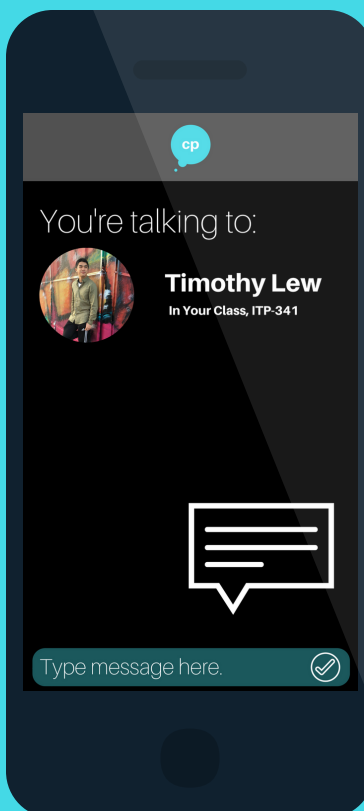 cp
You're talking to:
Timothy Lew
In Your Class, ITP-341
Type message here.